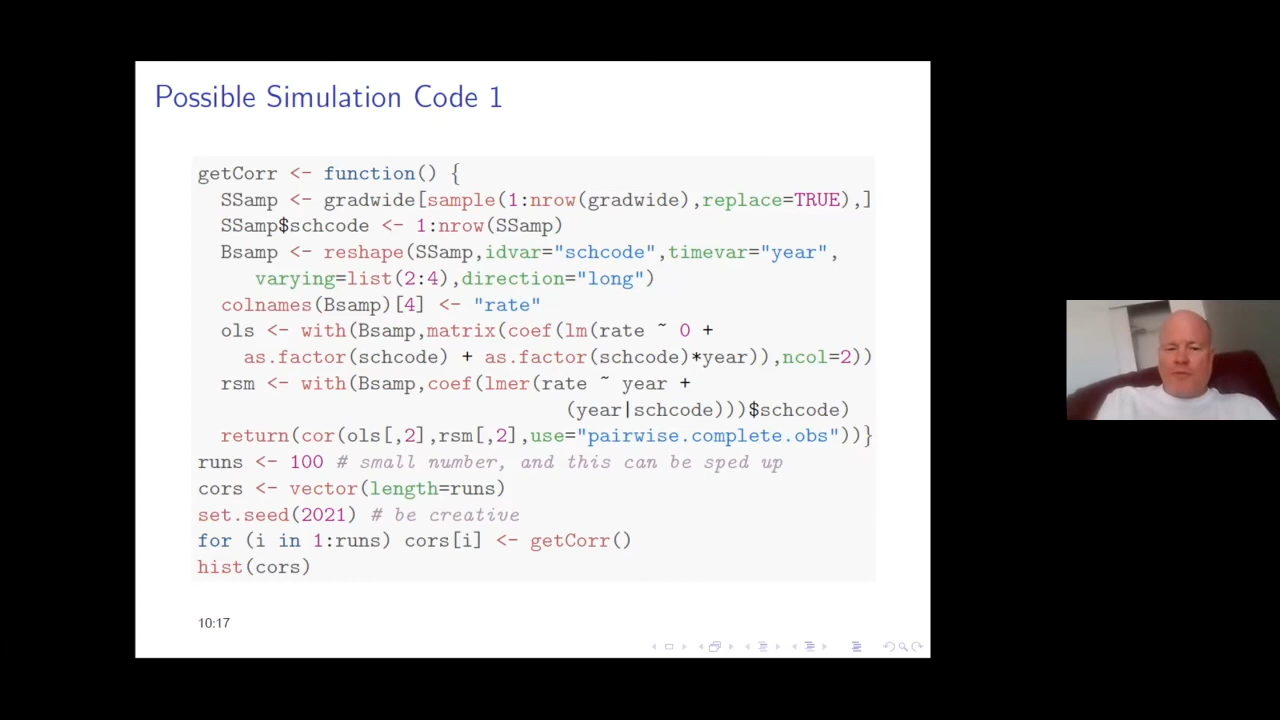 Possible Simulation Code 1
getCorr <- function() {
SSamp <- gradwide[sample(1:nrow(gradwide),replace=TRUE),]
SSamp$schcode <- 1:nrow(SSamp)
Bsamp <- reshape(SSamp,idvar="schcode",timevar="year",
varying=list(2:4),direction="long")
colnames(Bsamp)[4] <- "rate"
ols <- with(Bsamp,matrix(coef(lm(rate ~ 0 +
as.factor(schcode) + as.factor(schcode)*year)),ncol=2))
rsm <- with(Bsamp,coef(lmer(rate ~ year +
(year|schcode)))$schcode)
return(cor(ols[,2],rsm[,2],use="pairwise.complete.obs"))}
runs <- 100 # small number, and this can be sped up
cors <- vector(length=runs)
set.seed(2021) # be creative
for (i in 1:runs) cors[i] <- getCorr()
hist(cors)
10:17